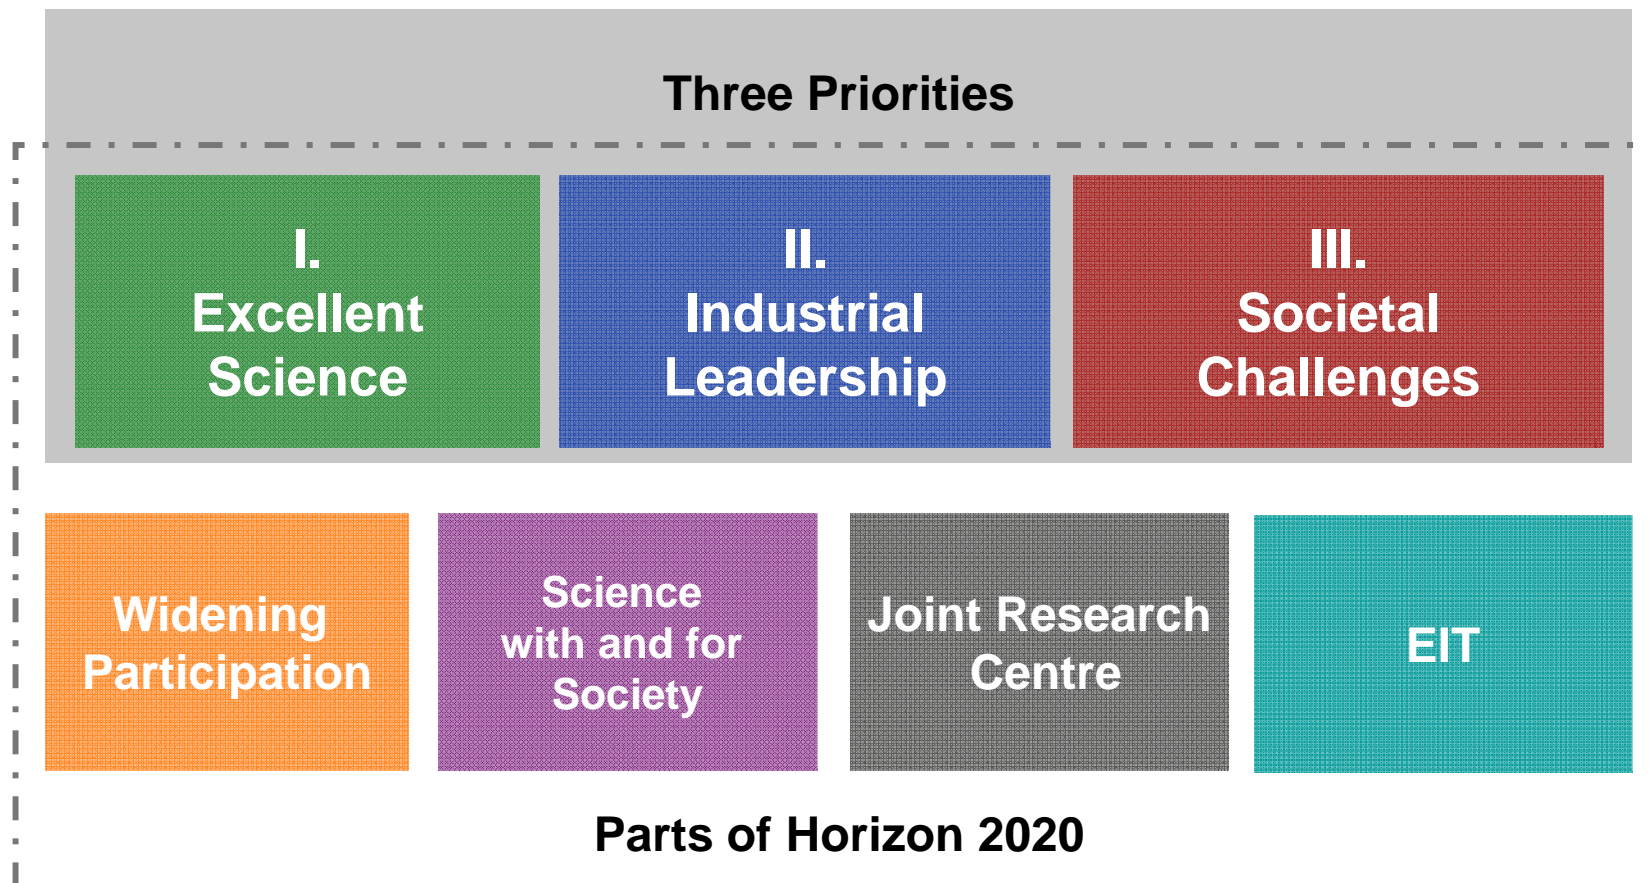 Three Priorities
I.
Excellent
Science
II.
Industrial
Leadership
III.
Societal
Challenges
Widening
Participation
Science
with and for
Society
Joint Research
Centre
EIT
Parts of Horizon 2020